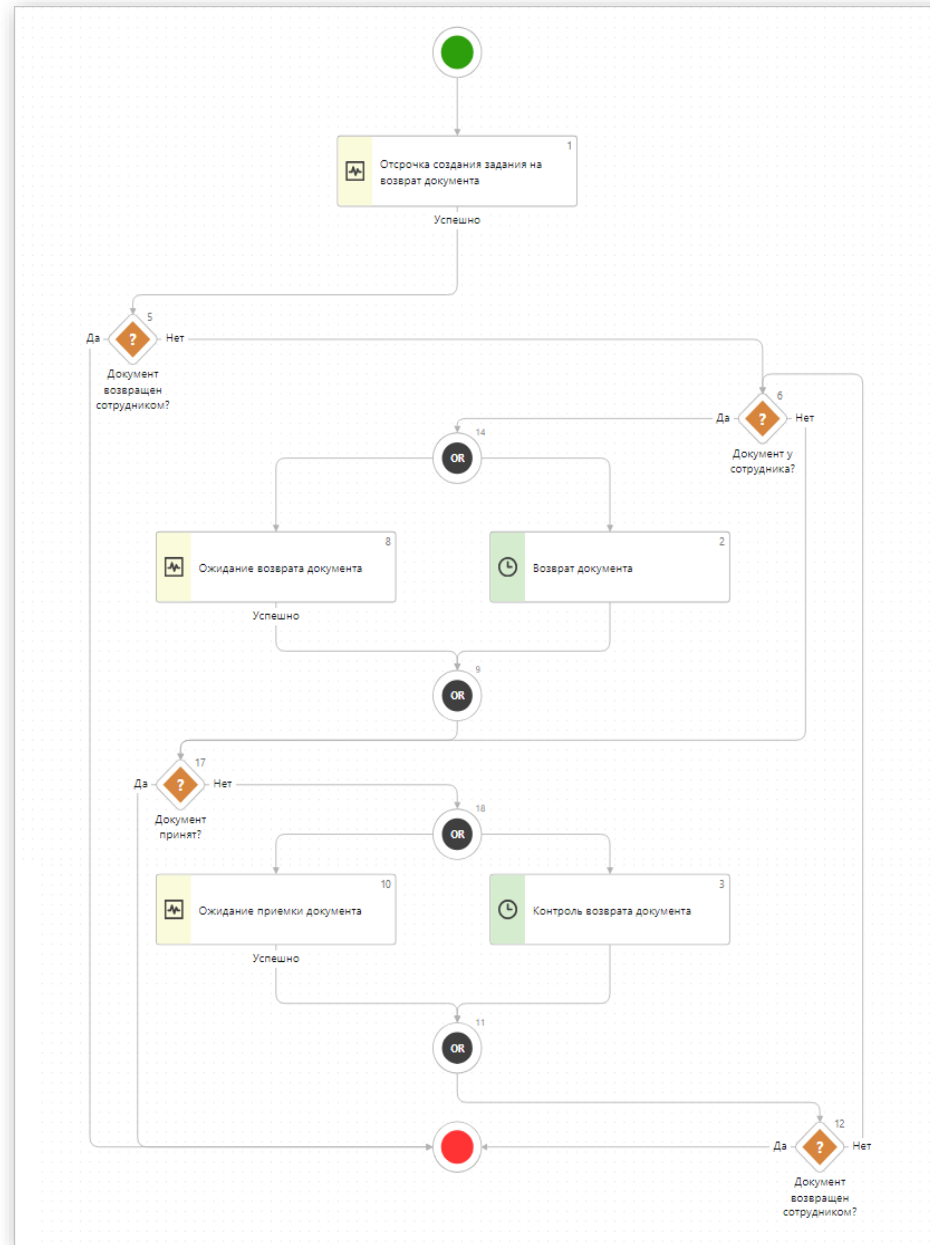 1
Отсрочка создания задания на
возврат документа
Успешно
5
Да
?
Нет
Документ
возвращен
сотрудником?
6
Да
?
Нет
Документ у
сотрудника?
14
OR
8
Ожидание возврата документа
Успешно
2
Возврат документа
9
OR
17
Да
?
Нет
Документ
принят?
18
OR
10
Ожидание приемки документа
Успешно
3
Контроль возврата документа
11
OR
12
Да
?
Нет
Документ
возвращен
сотрудником?